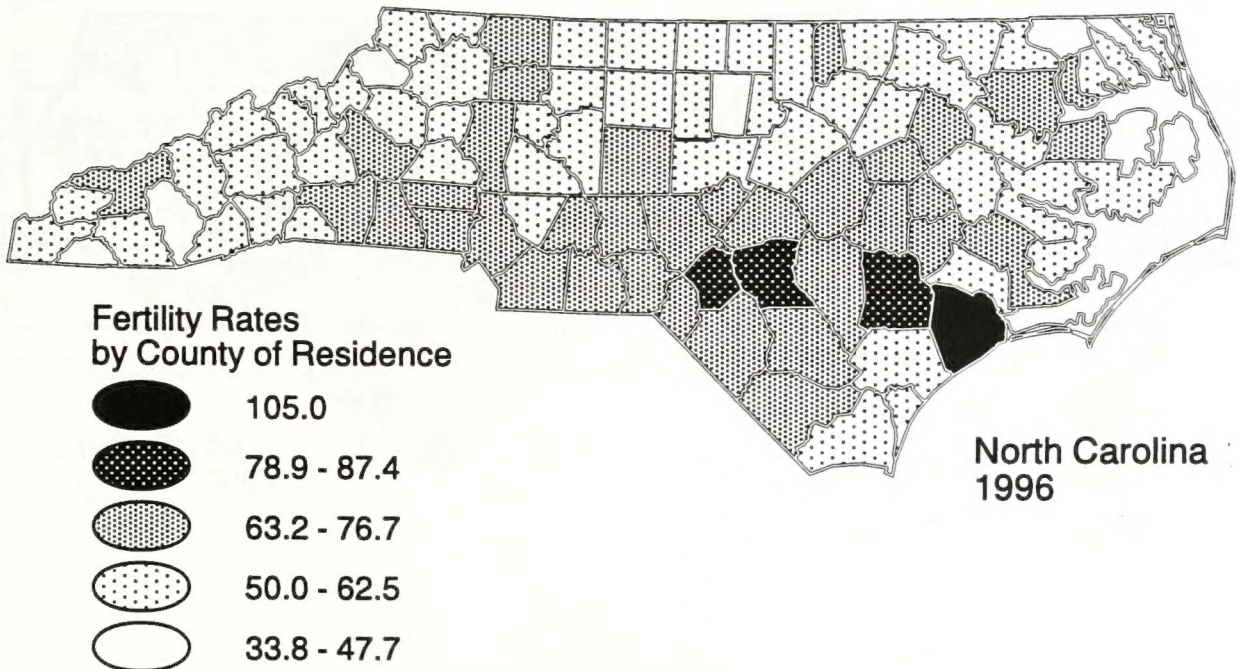 Fertility Rates
by County of Residence
105.0
78.9 - 87.4
63.2 - 76.7
50.0 - 62.5
33.8 - 47.7
North Carolina
1996